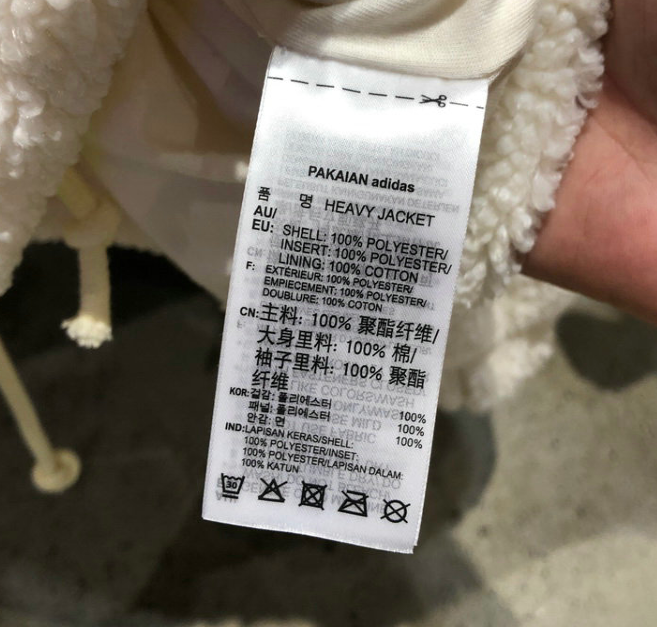 PAKAIAN adidas
품 명 HEAVY JACKET
AU/
EU: SHELL: 100% POLYESTER/
INSERT: 100% POLYESTER/
LINING: 100% COTTON
F: EXTÉRIEUR: 100% POLYESTER/
EMPIECEMENT: 100% POLYESTER/
DOUBLURE: 100% COTON
CN:主料: 100% 聚酯纤维/
大身里料: 100% 棉/
袖子里料: 100% 聚酯
纤维
KOR:겉감: 폴리에스터 100%
패널: 폴리에스터 100%
안감: 면 100%
IND:LAPISAN KERAS/SHELL:
100% POLYESTER/INSET:
100% POLYESTER/LAPISAN DALAM:
100% KATUN
30